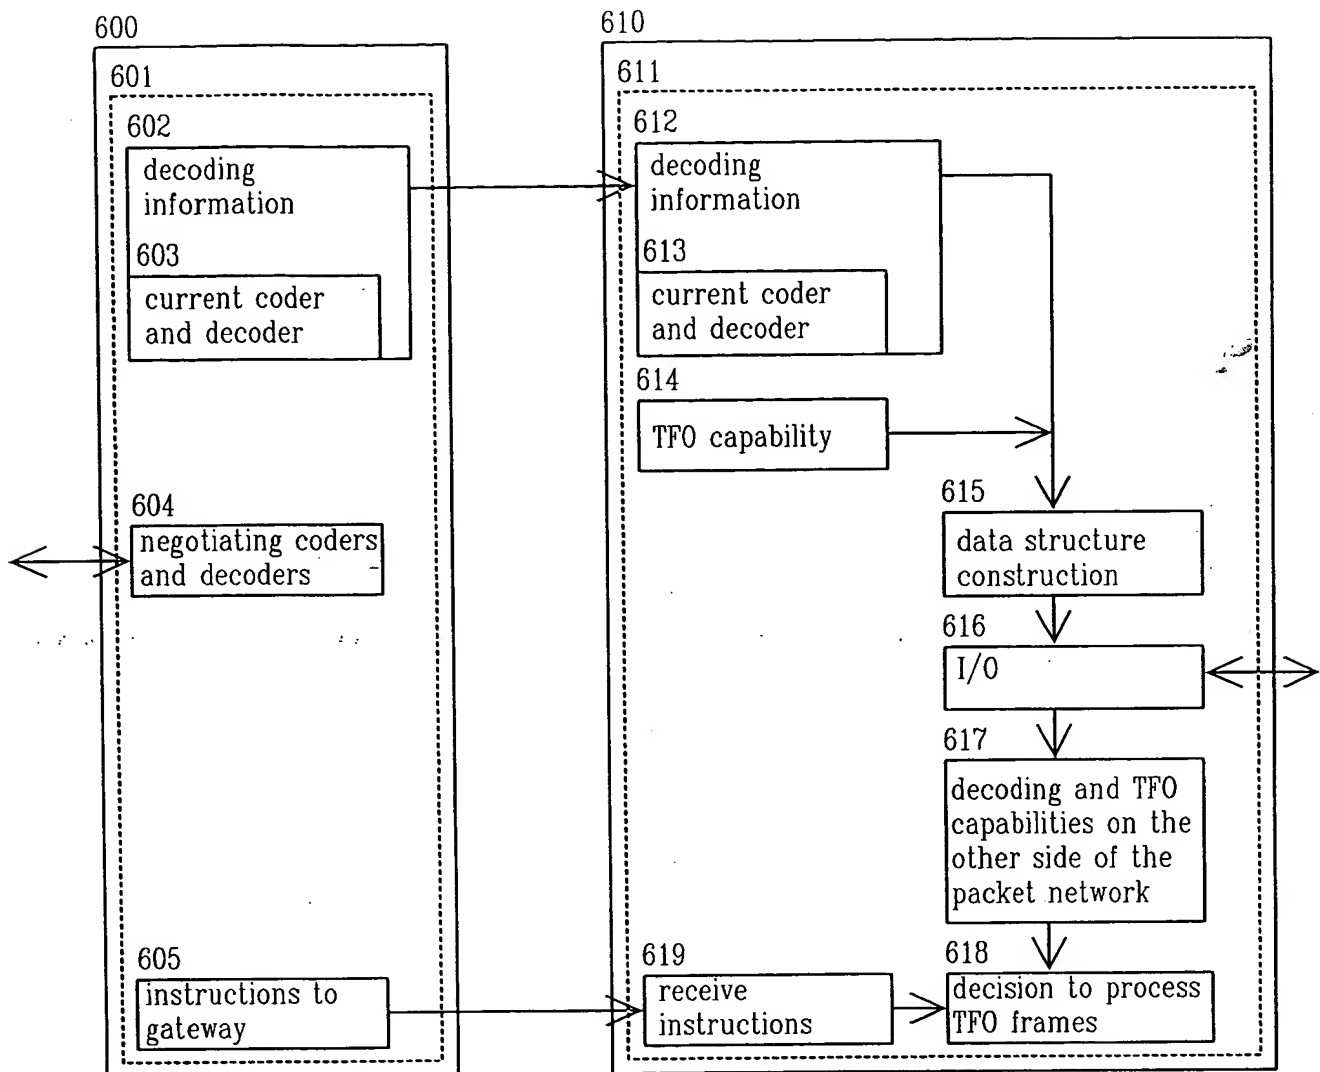 600
601
602
decoding
information
603
current coder
and decoder
604
negotiating coders
and decoders
605
instructions to
gateway
610
611
612
decoding
information
613
current coder
and decoder
614
TFO capability
615
data structure
construction
616
I/O
617
decoding and TFO
capabilities on the
other side of the
packet network
619
receive
instructions
618
decision to process
TFO frames